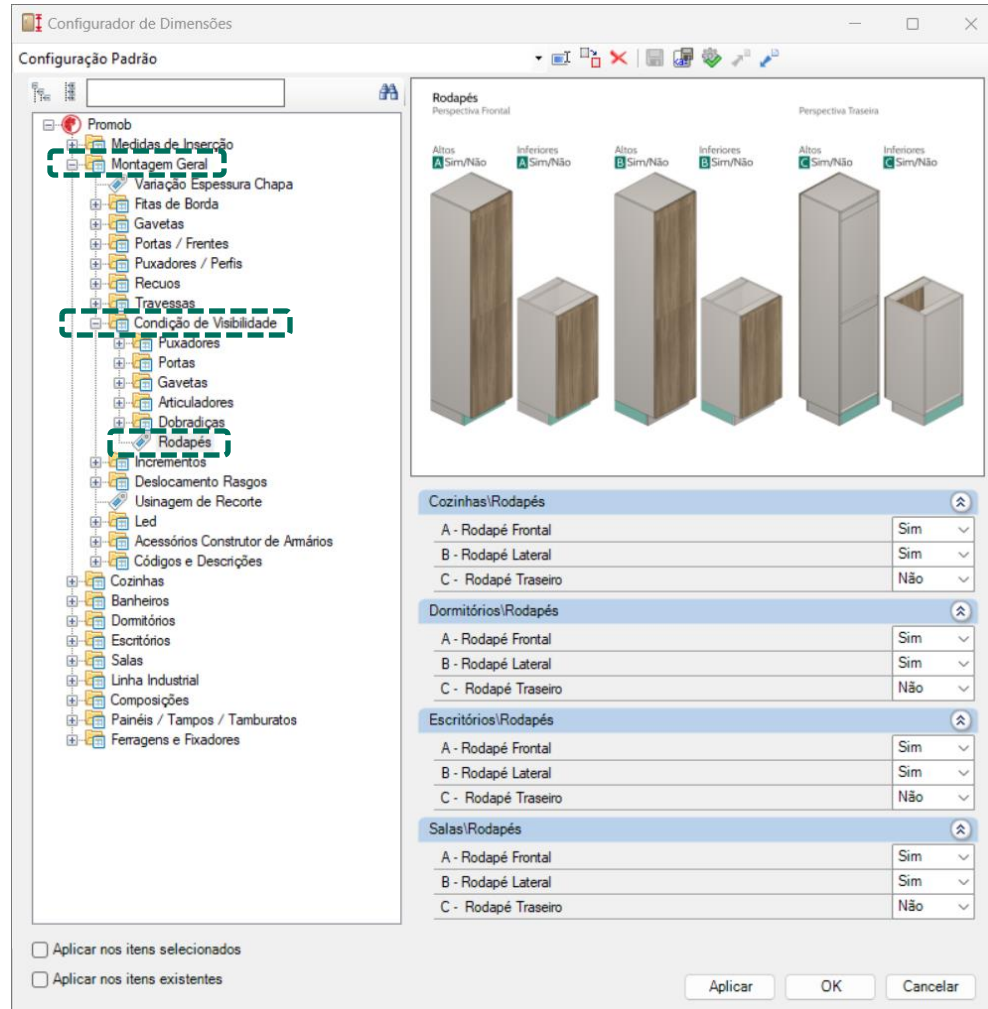 Configurador de Dimensões
Configuração Padrão
Promob
Medidas de Inserção
Montagem Geral
Variação Espessura Chapa
Fitas de Borda
Gavetas
Portas / Frentes
Puxadores / Perfis
Recuos
Travessas
Condição de Visibilidade
Puxadores
Portas
Gavetas
Articuladores
Dobradiças
Rodapés
Incrementos
Deslocamento Rasgos
Usinagem de Recorte
Led
Acessórios Construtor de Armários
Códigos e Descrições
Cozinhas
Banheiros
Dormitórios
Escritórios
Salas
Linha Industrial
Composições
Painéis / Tampos / Tamburatos
Ferragens e Fixadores
Rodapés
Perspectiva Frontal
Perspectiva Traseira
Altos Inferiores Altos Inferiores Altos Inferiores
A Sim/Não A Sim/Não B Sim/Não B Sim/Não C Sim/Não C Sim/Não
Cozinhas\Rodapés
A - Rodapé Frontal Sim
B - Rodapé Lateral Sim
C - Rodapé Traseiro Não
Dormitórios\Rodapés
A - Rodapé Frontal Sim
B - Rodapé Lateral Sim
C - Rodapé Traseiro Não
Escritórios\Rodapés
A - Rodapé Frontal Sim
B - Rodapé Lateral Sim
C - Rodapé Traseiro Não
Salas\Rodapés
A - Rodapé Frontal Sim
B - Rodapé Lateral Sim
C - Rodapé Traseiro Não
Aplicar nos itens selecionados
Aplicar nos itens existentes
Aplicar OK Cancelar